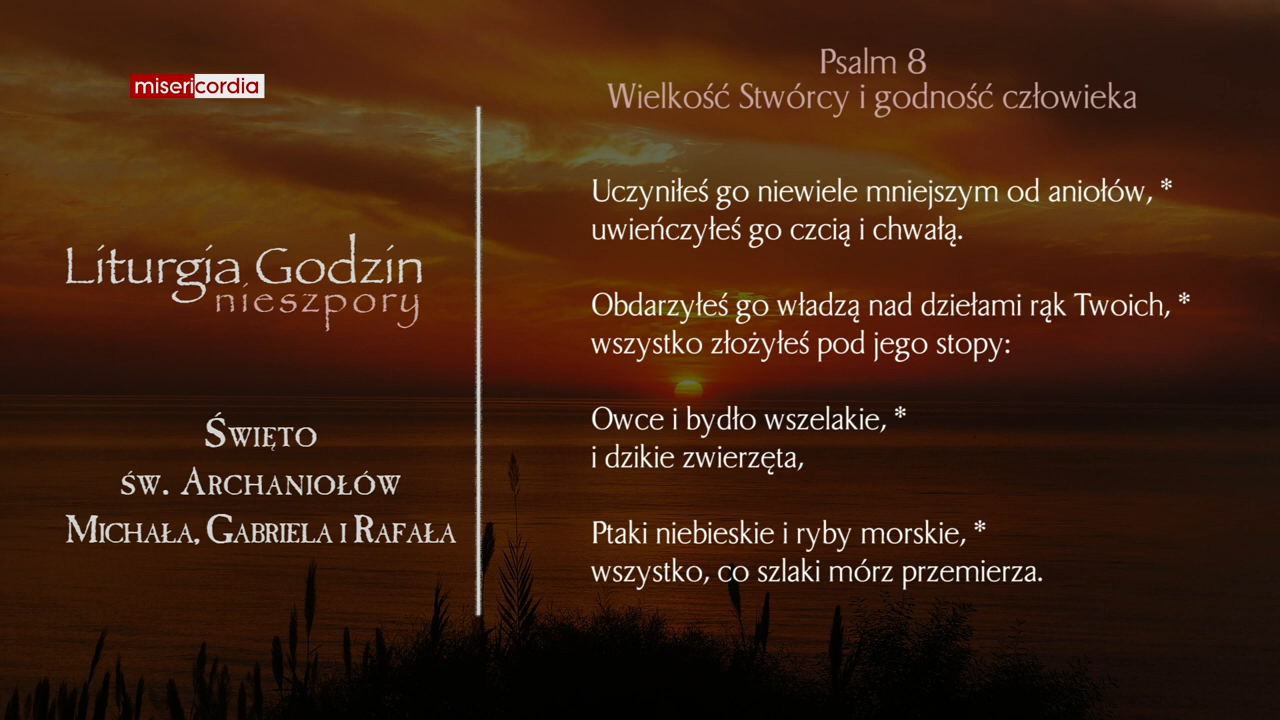 misericordia
Liturgia Godzin
nieszpory
Święto
św. Archaniołów
Michała, Gabriela i Rafała
Psalm 8
Wielkość Stwórcy i godność człowieka
Uczyniłeś go niewiele mniejszym od aniołów, *
uwieńczyłeś go czcią i chwałą.
Obdarzyłeś go władzą nad dziełami rąk Twoich, *
wszystko złożyłeś pod jego stopy:
Owce i bydło wszelakie, *
i dzikie zwierzęta,
Ptaki niebieskie i ryby morskie, *
wszystko, co szlaki mórz przemierza.